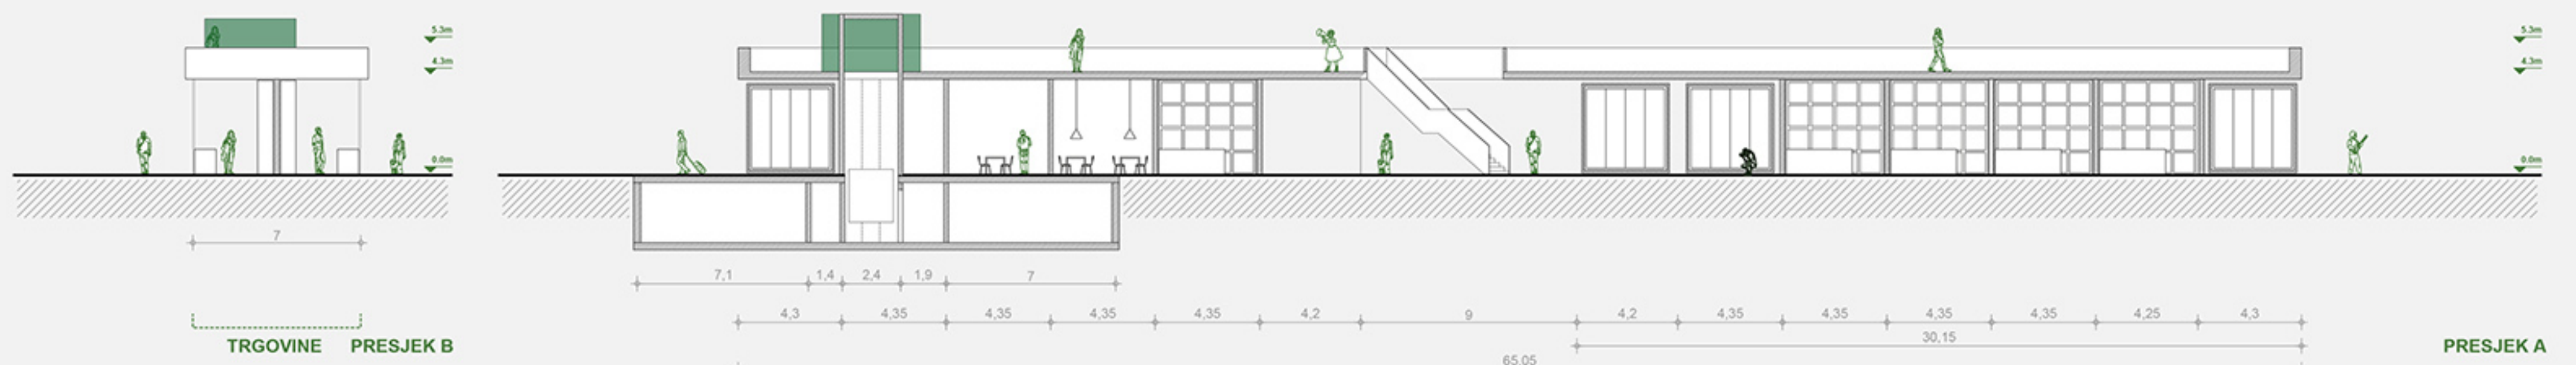 5.3m
4.3m
0.0m
7
TRGOVINE PRESJEK B
5.3m
4.3m
0.0m
7,1 1,4 2,4 1,9 7
4,3 4,35 4,35 4,35 4,35 4,2 9 4,2 4,35 4,35 4,35 4,35 4,25 4,3
30,15
65,05
PRESJEK A